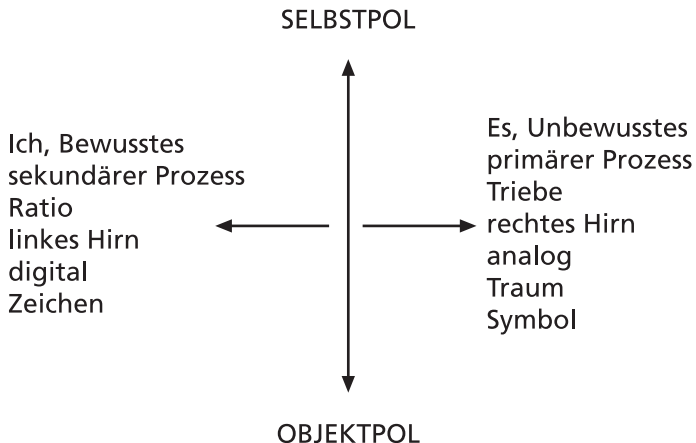 SELBSTPOL
Ich, Bewusstes
sekundärer Prozess
Ratio
linkes Hirn
digital
Zeichen
Es, Unbewusstes
primärer Prozess
Triebe
rechtes Hirn
analog
Traum
Symbol
OBJEKTPOL